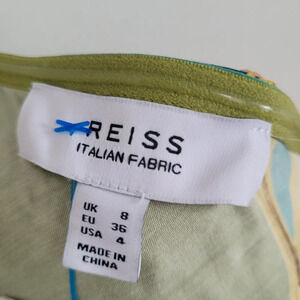 REISS
ITALIAN FABRIC
UK 8
EU 36
USA 4
MADE IN
CHINA